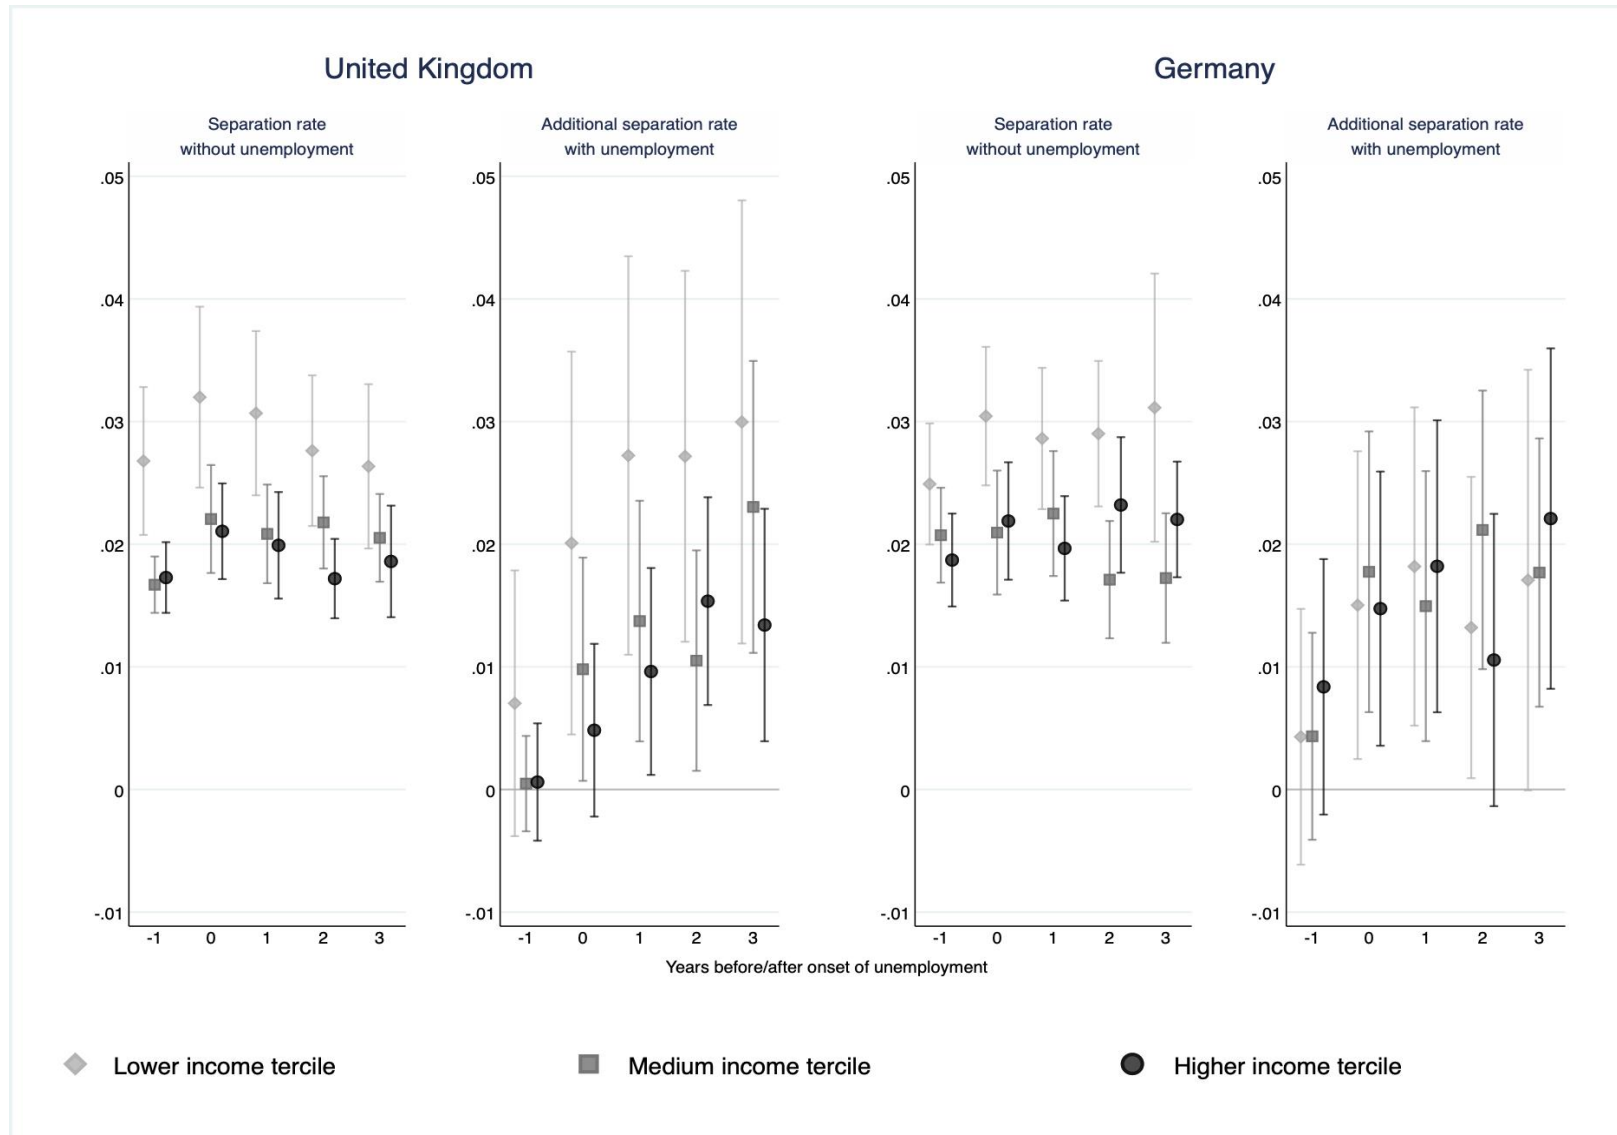 United Kingdom
Germany
Separation rate
without unemployment
Additional separation rate
with unemployment
Separation rate
without unemployment
Additional separation rate
with unemployment
.05
.04
.03
.02
.01
0
-.01
.05
.04
.03
.02
.01
0
-.01
.05
.04
.03
.02
.01
0
-.01
.05
.04
.03
.02
.01
0
-.01
-1 0 1 2 3
-1 0 1 2 3
-1 0 1 2 3
-1 0 1 2 3
Years before/after onset of unemployment
Lower income tercile
Medium income tercile
Higher income tercile